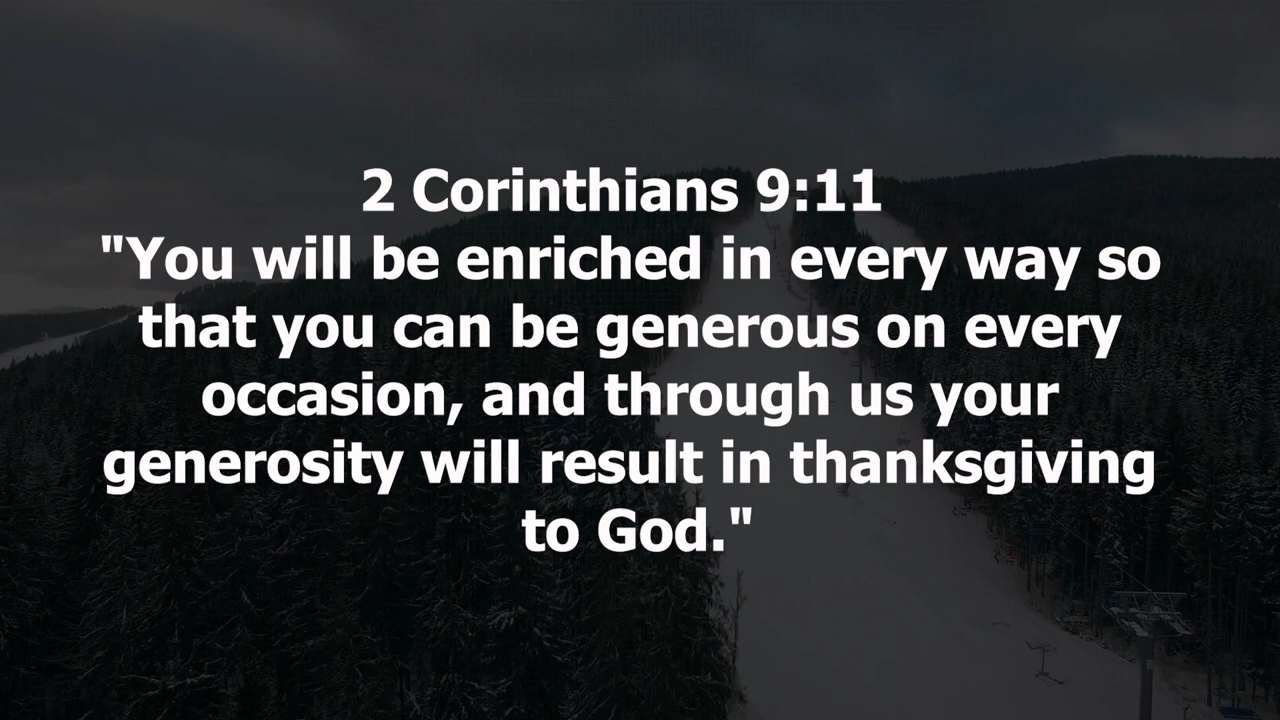 2 Corinthians 9:11
"You will be enriched in every way so
that you can be generous on every
occasion, and through us your
generosity will result in thanksgiving
to God."